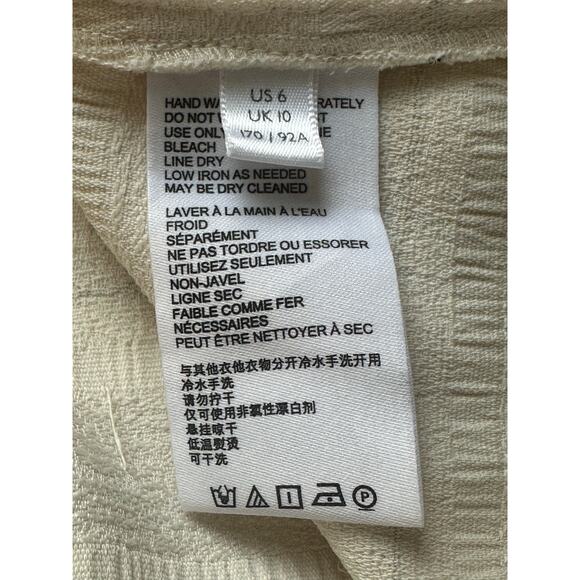 US 6
UK 10
170 / 92A
HAND WA RATELY
DO NOT
USE ONLY
BLEACH
LINE DRY
LOW IRON AS NEEDED
MAY BE DRY CLEANED
LAVER À LA MAIN À L'EAU
FROID
SÉPARÉMENT
NE PAS TORDRE OU ESSORER
UTILISEZ SEULEMENT
NON-JAVEL
LIGNE SEC
FAIBLE COMME FER
NÉCESSAIRES
PEUT ÊTRE NETTOYER À SEC
与其他衣他衣物分开冷水手洗开用
冷水手洗
请勿拧干
仅可使用非氯性漂白剂
悬挂晾干
低温熨烫
可干洗
P